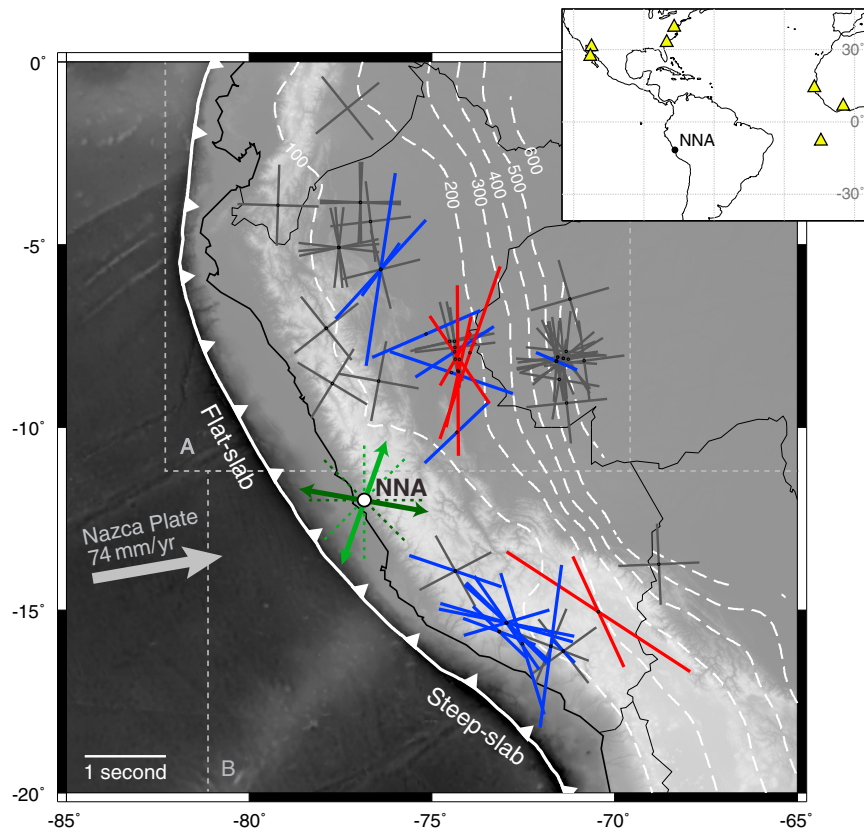 30°
0°
-30°
NNA
0°
-5°
-10°
-15°
-20°
100
200
300
400
500
600
A
Flat-slab
NNA
Nazca Plate
74 mm/yr
Steep-slab
1 second
B
-85°
-80°
-75°
-70°
-65°